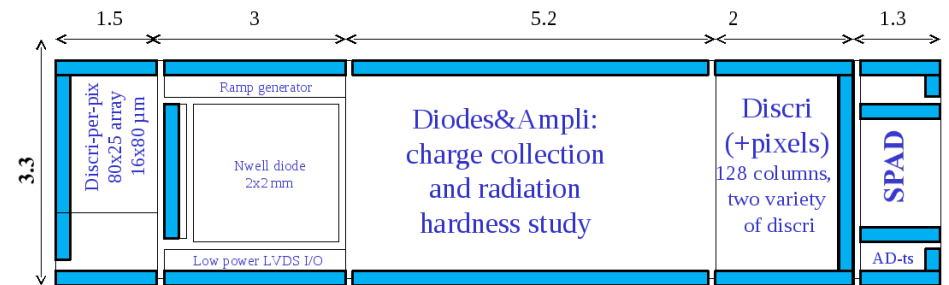 1.5
3
5.2
2
1.3
3.3
Discri-per-pix
80x25 array
16x80 µm
Ramp generator
Nwell diode
2x2mm
Low power LVDS I/O
Diodes&Ampli:
charge collection
and radiation
hardness study
Discri
(+pixels)
128 columns,
two variety
of discri
SPAD
AD-ts